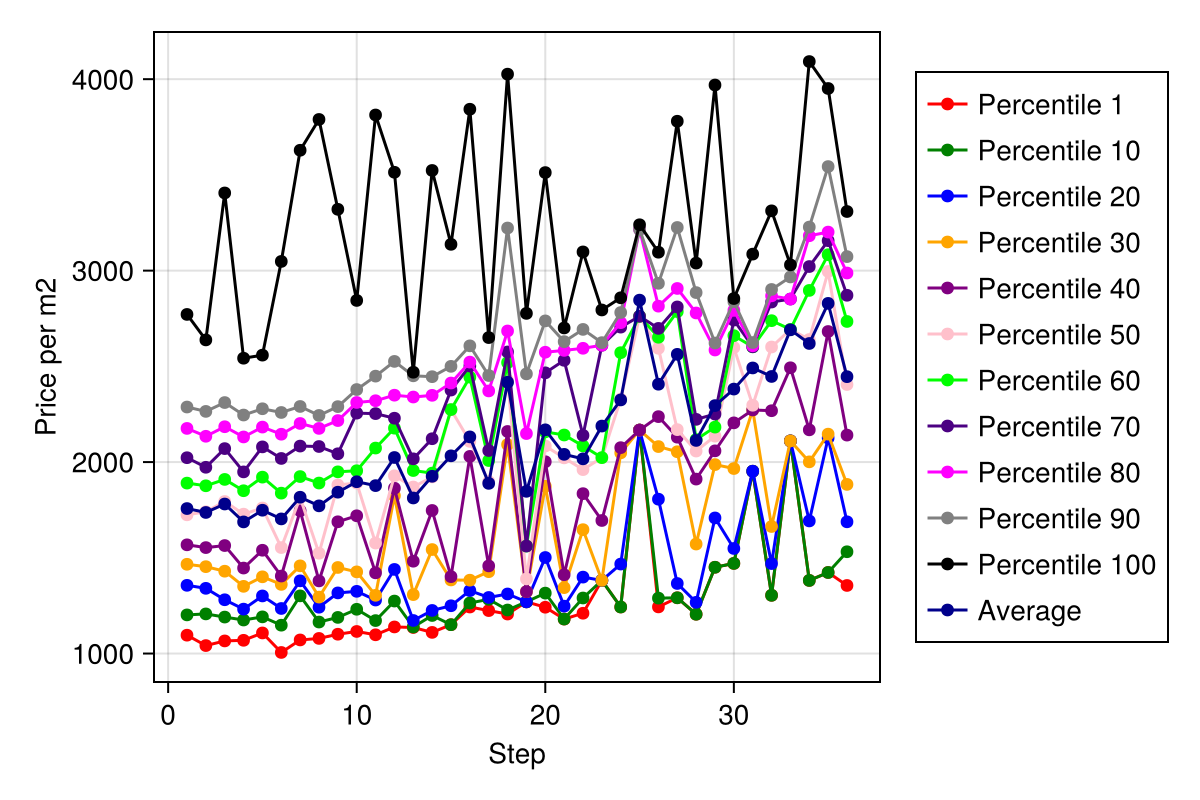 4000
3000
2000
1000
Price per m2
0 10 20 30
Step
Percentile 1
Percentile 10
Percentile 20
Percentile 30
Percentile 40
Percentile 50
Percentile 60
Percentile 70
Percentile 80
Percentile 90
Percentile 100
Average